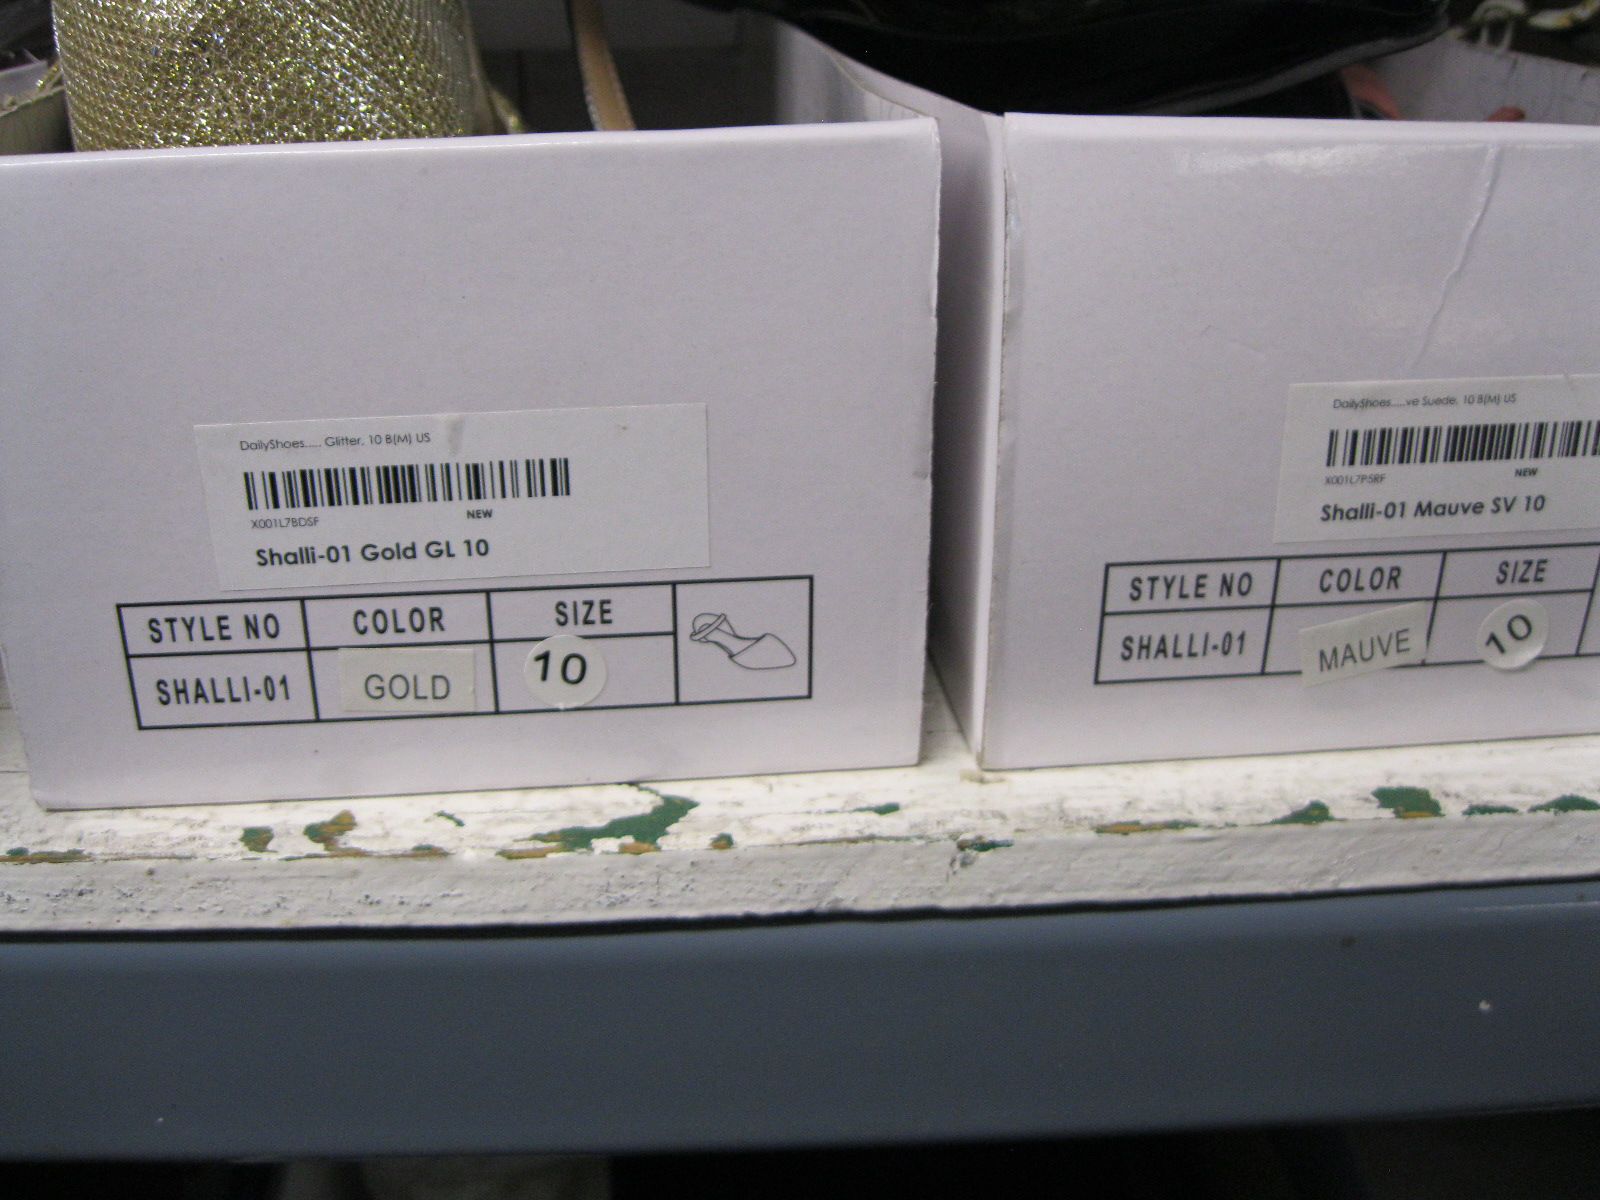 DailyShoes..... Glitter, 10 B(M) US
X001L7BDSF
NEW
Shalli-01 Gold GL 10
STYLE NO COLOR SIZE
SHALLI-01 GOLD 10
DailyShoes.....ve Suede, 10 B(M) US
X001L7P5RF
NEW
Shalli-01 Mauve SV 10
STYLE NO COLOR SIZE
SHALLI-01 MAUVE 10